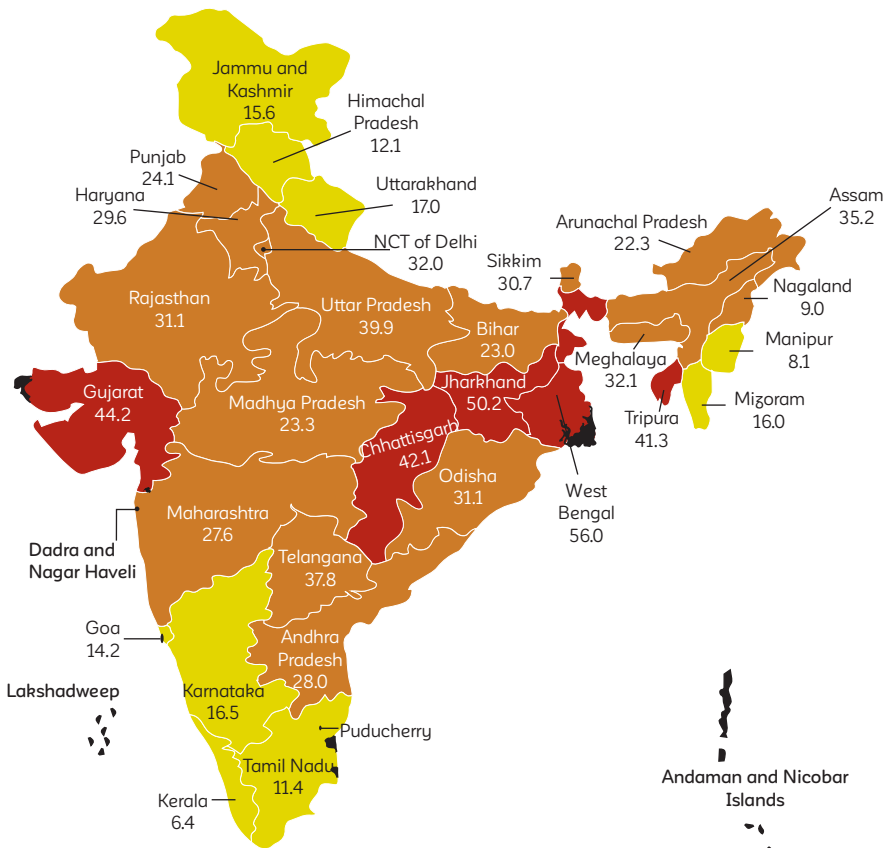 Jammu and
Kashmir
15.6
Himachal
Pradesh
12.1
Punjab
24.1
Haryana
29.6
Uttarakhand
17.0
NCT of Delhi
32.0
Arunachal Pradesh
22.3
Assam
35.2
Sikkim
30.7
Nagaland
9.0
Rajasthan
31.1
Uttar Pradesh
39.9
Bihar
23.0
Meghalaya
32.1
Manipur
8.1
Gujarat
44.2
Madhya Pradesh
23.3
Jharkhand
50.2
Tripura
41.3
Mizoram
16.0
Chhattisgarh
42.1
Odisha
31.1
West
Bengal
56.0
Maharashtra
27.6
Dadra and
Nagar Haveli
Telangana
37.8
Goa
14.2
Andhra
Pradesh
28.0
Lakshadweep
Karnataka
16.5
Puducherry
Tamil Nadu
11.4
Kerala
6.4
Andaman and Nicobar
Islands